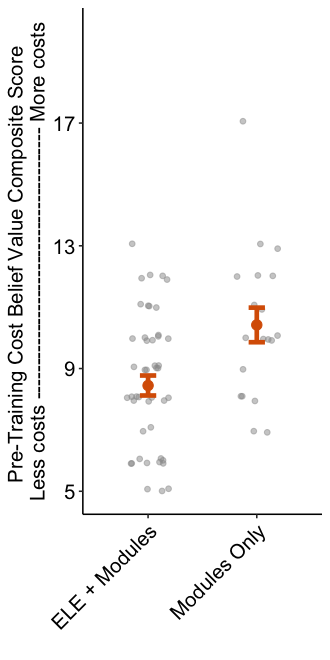 Pre-Training Cost Belief Value Composite Score
Less costs ---------------------- More costs
17
13
9
5
ELE + Modules
Modules Only